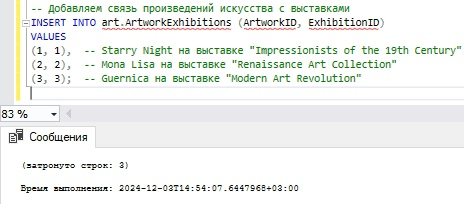 -- Добавляем связь произведений искусства с выставками
INSERT INTO art.ArtworkExhibitions (ArtworkID, ExhibitionID)
VALUES
(1, 1), -- Starry Night на выставке "Impressionists of the 19th Century"
(2, 2), -- Mona Lisa на выставке "Renaissance Art Collection"
(3, 3); -- Guernica на выставке "Modern Art Revolution"
83 %
Сообщения
(затронуто строк: 3)
Время выполнения: 2024-12-03T14:54:07.6447968+03:00